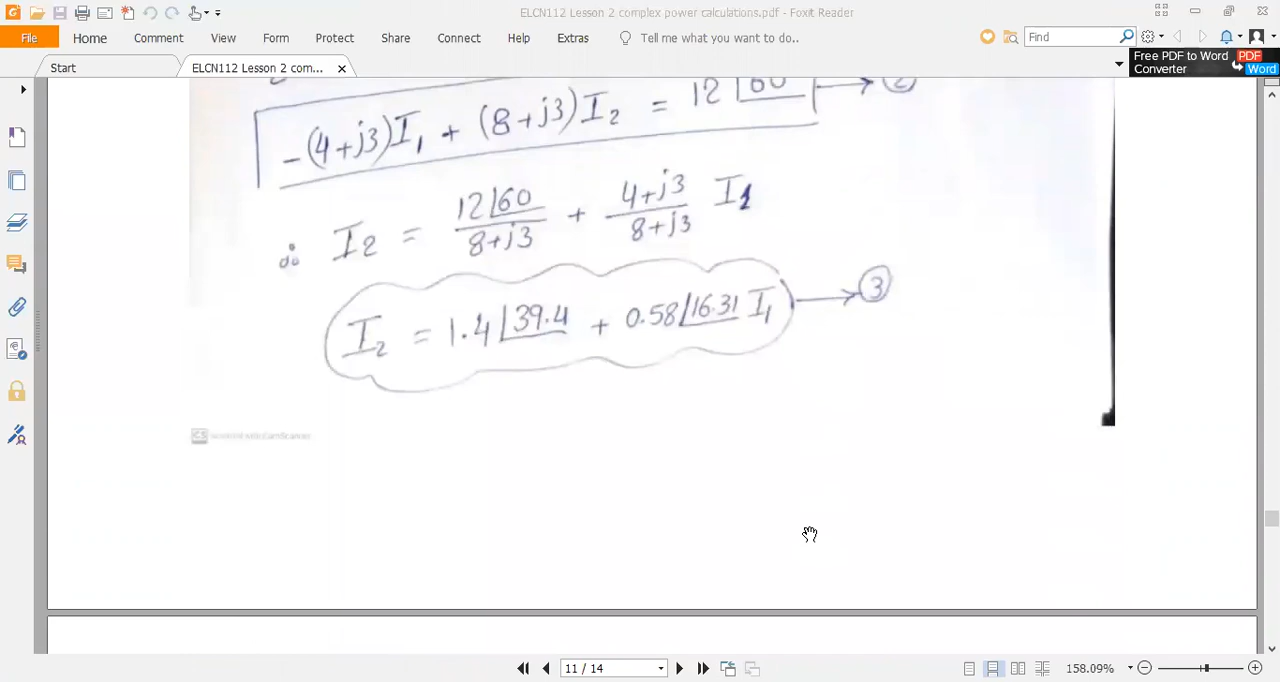 ELCN112 Lesson 2 complex power calculations.pdf - Foxit Reader
File Home Comment View Form Protect Share Connect Help Extras Tell me what you want to do.. Find
Start ELCN112 Lesson 2 com... Free PDF to Word Converter PDF Word
-(4+j3)I₁ + (8+j3)I₂ = 12∠60 → ②
∴ I₂ = 12∠60 / 8+j3 + 4+j3 / 8+j3 I₁
I₂ = 1.4∠39.4 + 0.58∠16.31 I₁ → ③
CS
11 / 14 158.09%